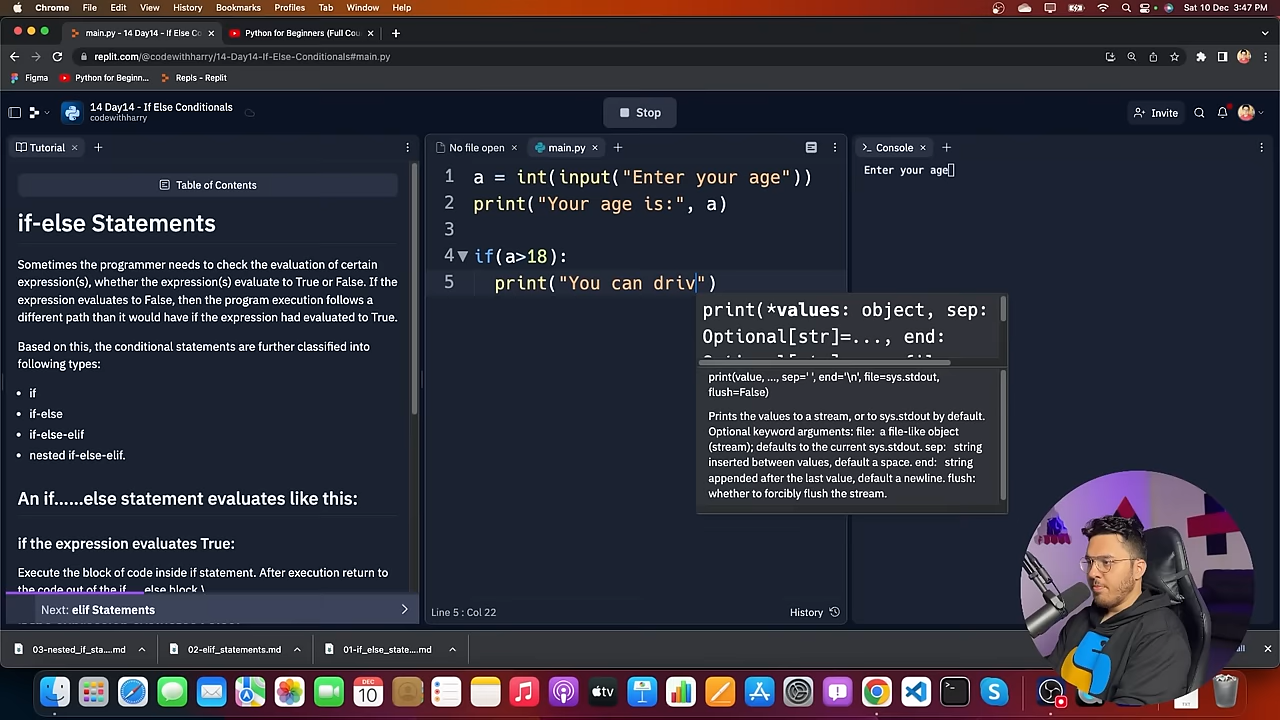 Chrome File Edit View History Bookmarks Profiles Tab Window Help Sat 10 Dec 3:47 PM
main.py - 14 Day14 - If Else Co × Python for Beginners (Full Cou × +
replit.com/@codewithharry/14-Day14-If-Else-Conditionals#main.py
Figma Python for Beginn... Repls - Replit
14 Day14 - If Else Conditionals
codewithharry
Stop
Invite
Tutorial × +
Table of Contents
if-else Statements
Sometimes the programmer needs to check the evaluation of certain
expression(s), whether the expression(s) evaluate to True or False. If the
expression evaluates to False, then the program execution follows a
different path than it would have if the expression had evaluated to True.
Based on this, the conditional statements are further classified into
following types:
• if
• if-else
• if-else-elif
• nested if-else-elif.
An if......else statement evaluates like this:
if the expression evaluates True:
Execute the block of code inside if statement. After execution return to
the code out of the if......else block.\
Next: elif Statements
No file open × main.py × +
1 a = int(input("Enter your age"))
2 print("Your age is:", a)
3
4 if(a>18):
5 print("You can driv")
print(*values: object, sep:
Optional[str]=..., end:
print(value, ..., sep=' ', end='\n', file=sys.stdout,
flush=False)
Prints the values to a stream, or to sys.stdout by default.
Optional keyword arguments: file: a file-like object
(stream); defaults to the current sys.stdout. sep: string
inserted between values, default a space. end: string
appended after the last value, default a newline. flush:
whether to forcibly flush the stream.
Line 5 : Col 22
History
Console × +
Enter your age
03-nested_if_sta....md 02-elif_statements.md 01-if_else_state....md
DEC
10
tv